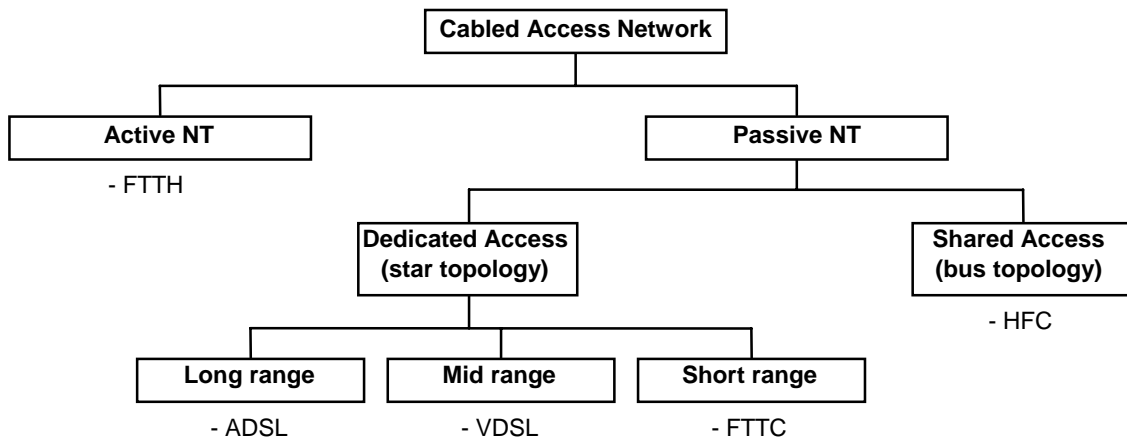 Cabled Access Network
Active NT
Passive NT
- FTTH
Dedicated Access
(star topology)
Shared Access
(bus topology)
- HFC
Long range
Mid range
Short range
- ADSL
- VDSL
- FTTC